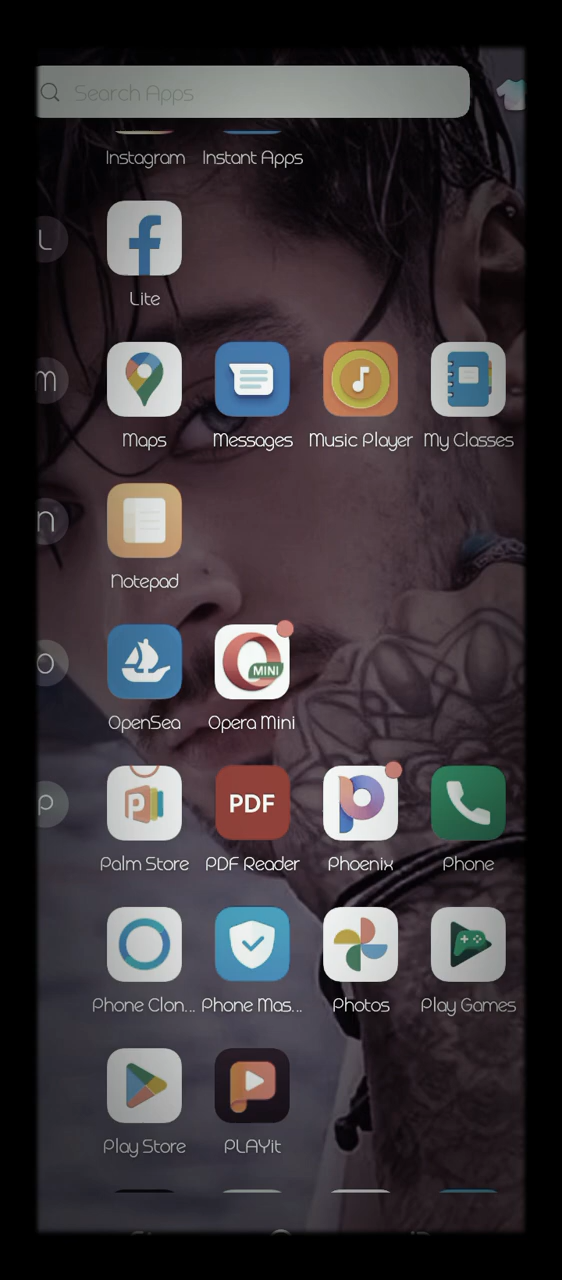 Search Apps
Instagram Instant Apps
L
Lite
m
Maps Messages Music Player My Classes
n
Notepad
o
MINI
OpenSea Opera Mini
P
PDF
Palm Store PDF Reader Phoenix Phone
Phone Clon... Phone Mas... Photos Play Games
Play Store PLAYit